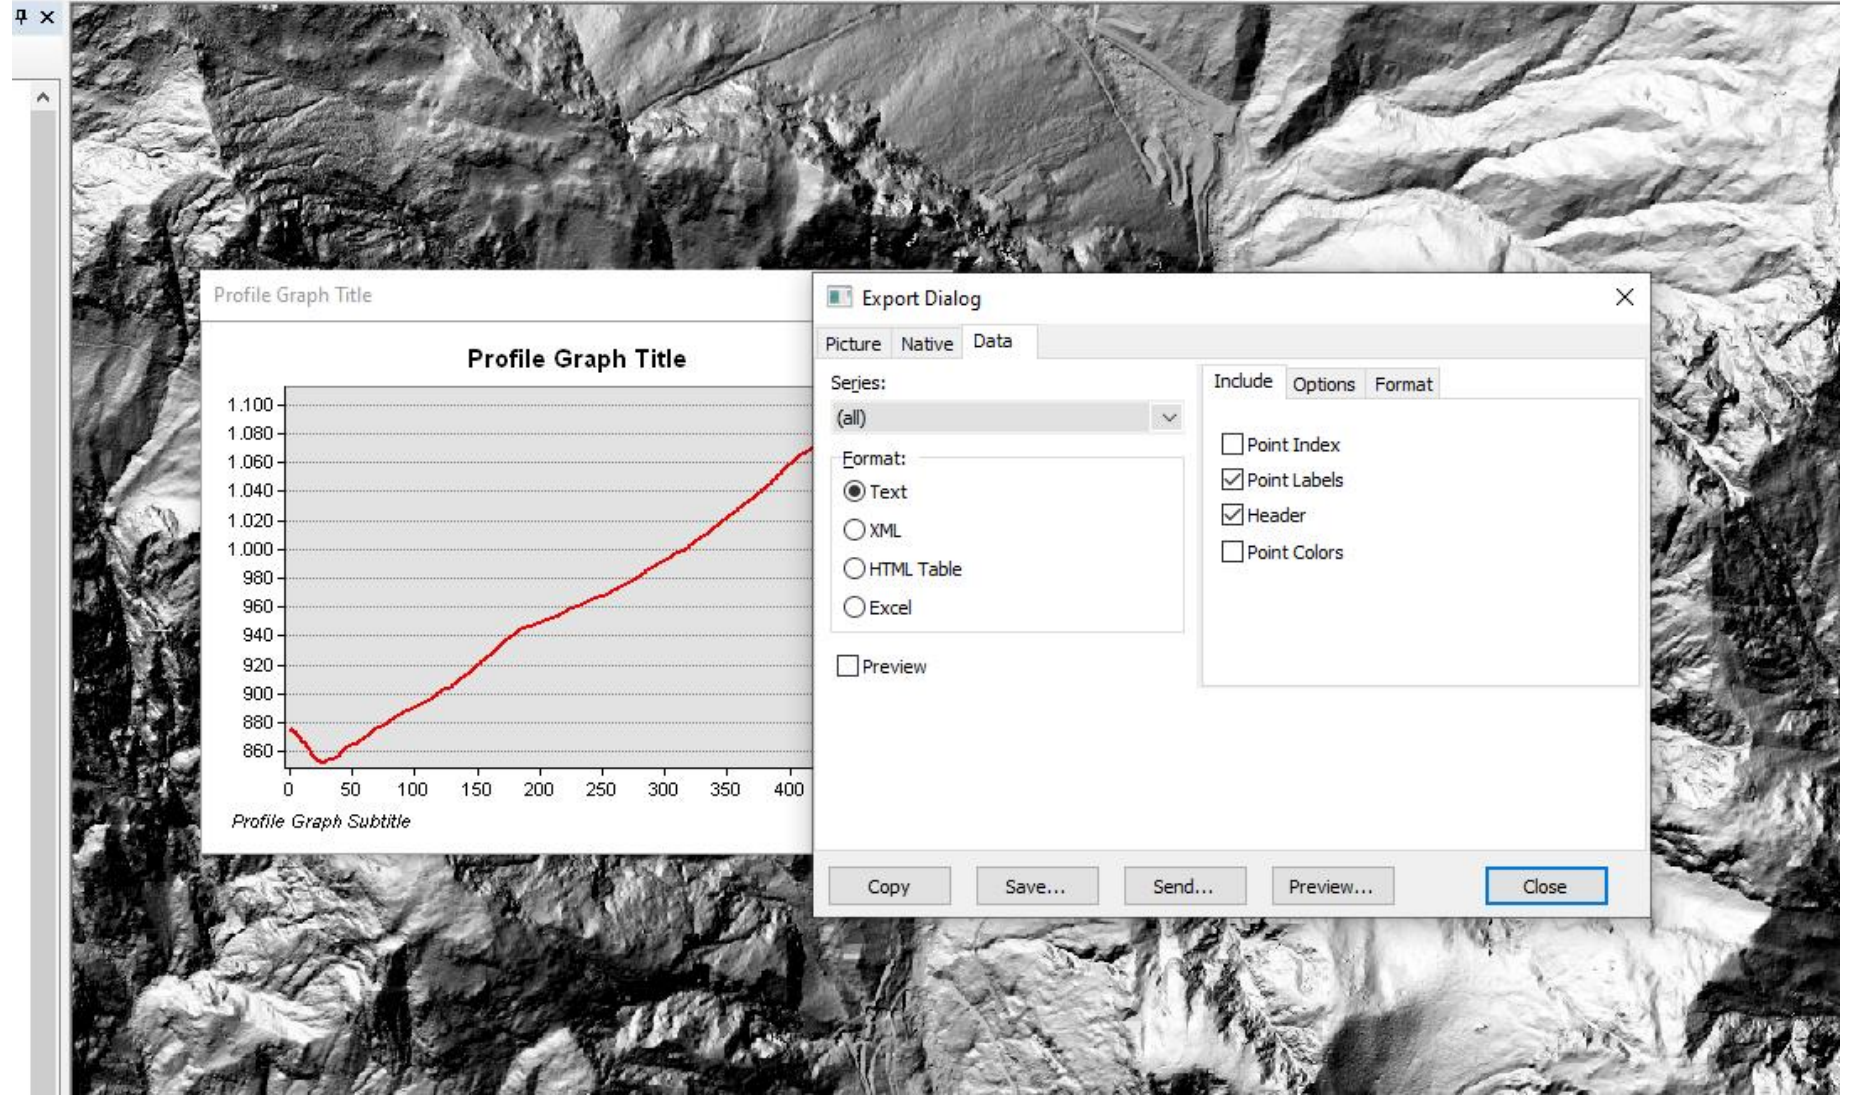 Profile Graph Title
Profile Graph Title
1.100
1.080
1.060
1.040
1.020
1.000
980
960
940
920
900
880
860
0 50 100 150 200 250 300 350 400
Profile Graph Subtitle
Export Dialog
Picture Native Data
Series:
(all)
Format:
Text
XML
HTML Table
Excel
Preview
Include Options Format
Point Index
Point Labels
Header
Point Colors
Copy Save... Send... Preview... Close